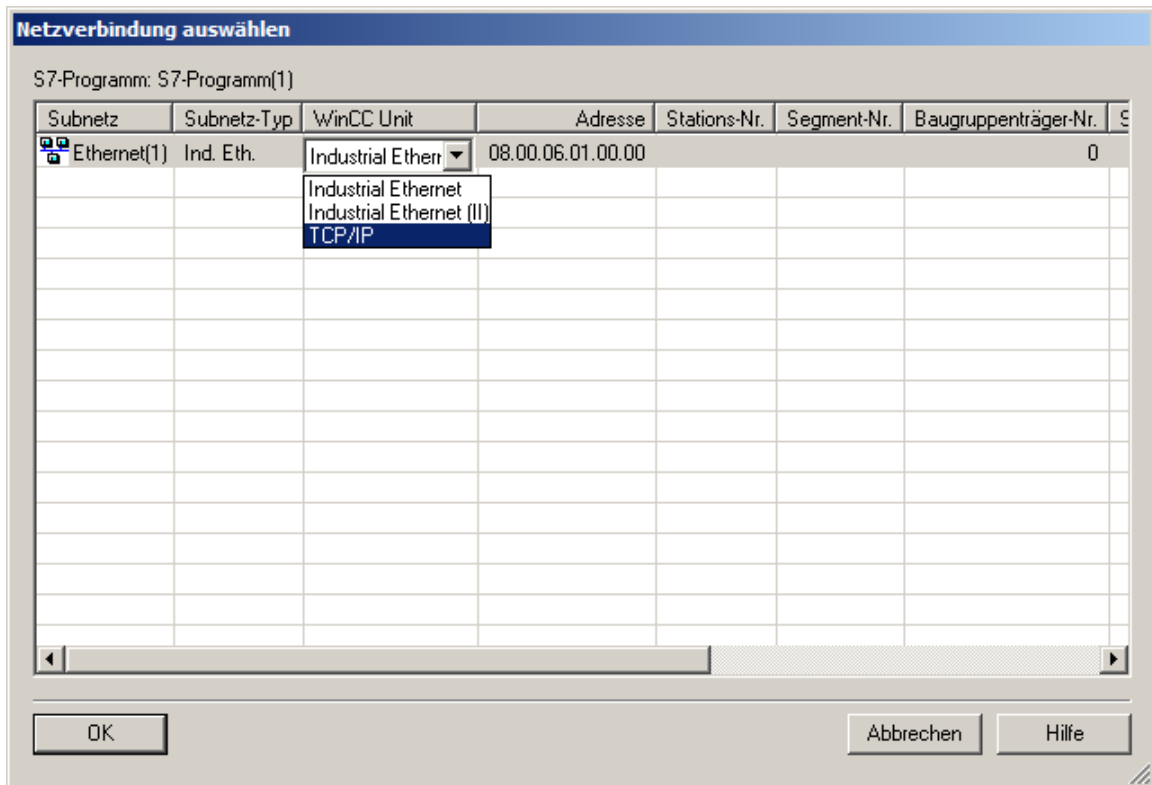 Netzverbindung auswählen
S7-Programm: S7-Programm(1)
Subnetz Subnetz-Typ WinCC Unit Adresse Stations-Nr. Segment-Nr. Baugruppenträger-Nr. S
Ethernet(1) Ind. Eth. Industrial Ethern 08.00.06.01.00.00 0
Industrial Ethernet
Industrial Ethernet (II)
TCP/IP
OK Abbrechen Hilfe